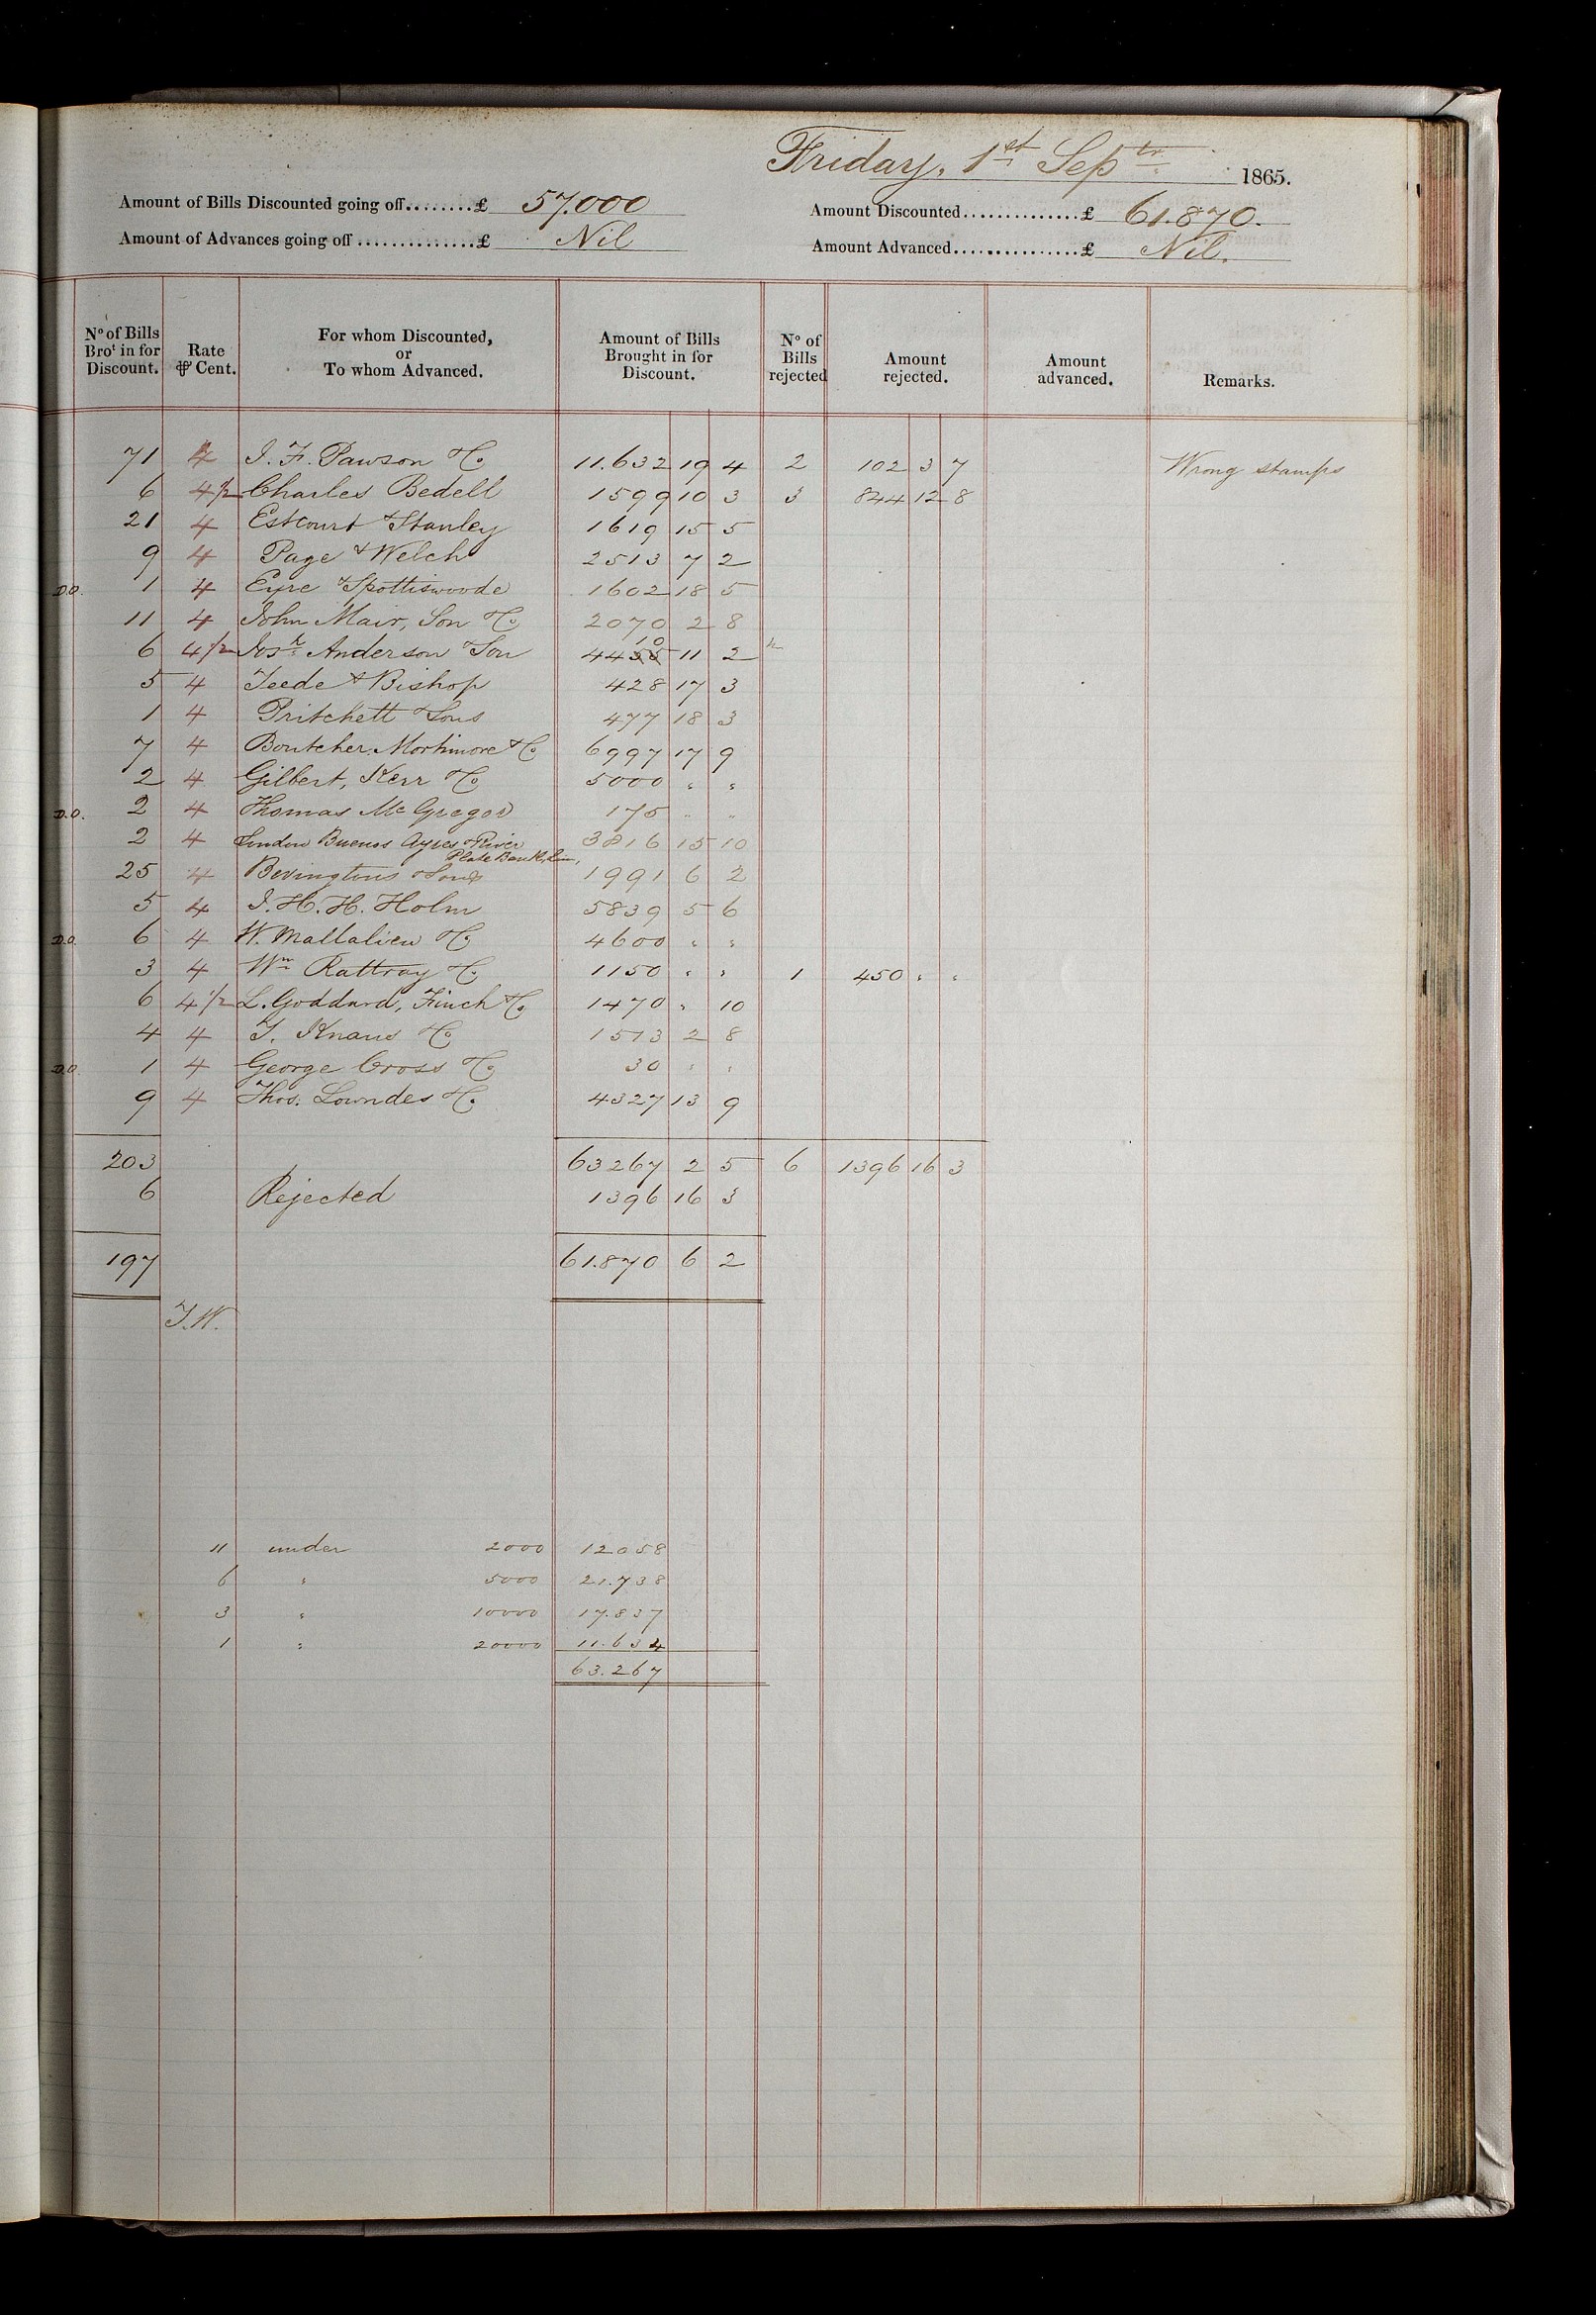 Friday, 1st Septr 1865.
Amount of Bills Discounted going off........£ 57.000
Amount Discounted..............£ 61.870.
Amount of Advances going off...............£ Nil
Amount Advanced...............£ Nil.
No of Bills Brot in for Discount. Rate ⅌ Cent. For whom Discounted, or To whom Advanced. Amount of Bills Brought in for Discount. No of Bills rejected Amount rejected. Amount advanced. Remarks.
71 4 I. F. Pawson & Co 11.632 19 4 2 102 3 7 Wrong stamps
6 4½ Charles Bedell 1599 10 3 3 844 12 8
21 4 Estcourt & Stanley 1619 15 5
9 4 Page & Welch 2513 7 2
D.O. 1 4 Eyre & Spottiswoode 1602 18 5
11 4 John Mair, Son & Co 2070 2 8
10
6 4½ Josh Anderson & Son 4455 11 2
5 4 Teede & Bishop 428 17 3
1 4 Pritchett & Sons 477 18 3
7 4 Boutcher, Mortimore & Co 6997 17 9
2 4 Gilbert, Kerr & Co 5000 " "
D.O. 2 4 Thomas McGregor 175 " "
2 4 London Buenos Ayres & River 3816 15 10
Plate Bank, Lim,
25 4 Bevingtons & Sons 1991 6 2
5 4 I. H. H. Holm 5839 5 6
D.O. 6 4 W. Mallalieu & Co 4600 " "
3 4 Wm Rattray & Co 1150 " " 1 450 " "
6 4½ L. Goddard, Finch & Co 1470 " 10
4 4 T. Knaus & Co 1513 2 8
D.O. 1 4 George Cross & Co 30 " "
9 4 Thos. Lowndes & Co 4327 13 9
203 63267 2 5 6 1396 16 3
6 Rejected 1396 16 3
197 61.870 6 2
T.W.
11 under 2000 12058
6 " 5000 21.738
3 " 10000 17.837
1 " 20000 11.634
63.267